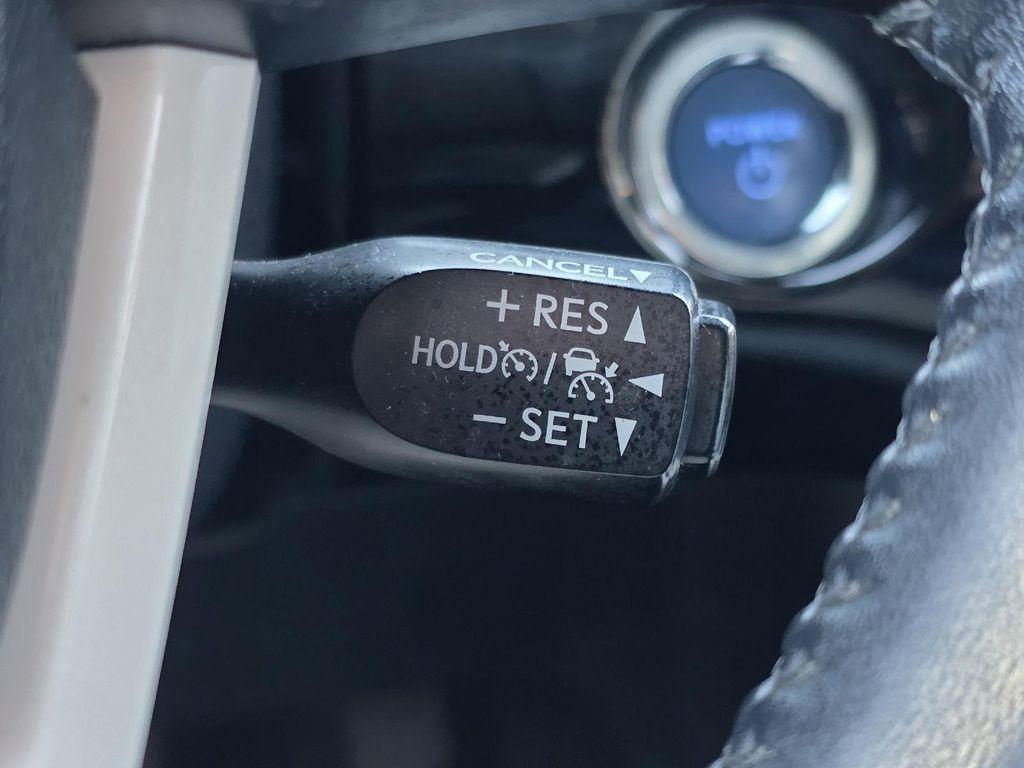 POWER
CANCEL
+ RES
HOLD /
− SET